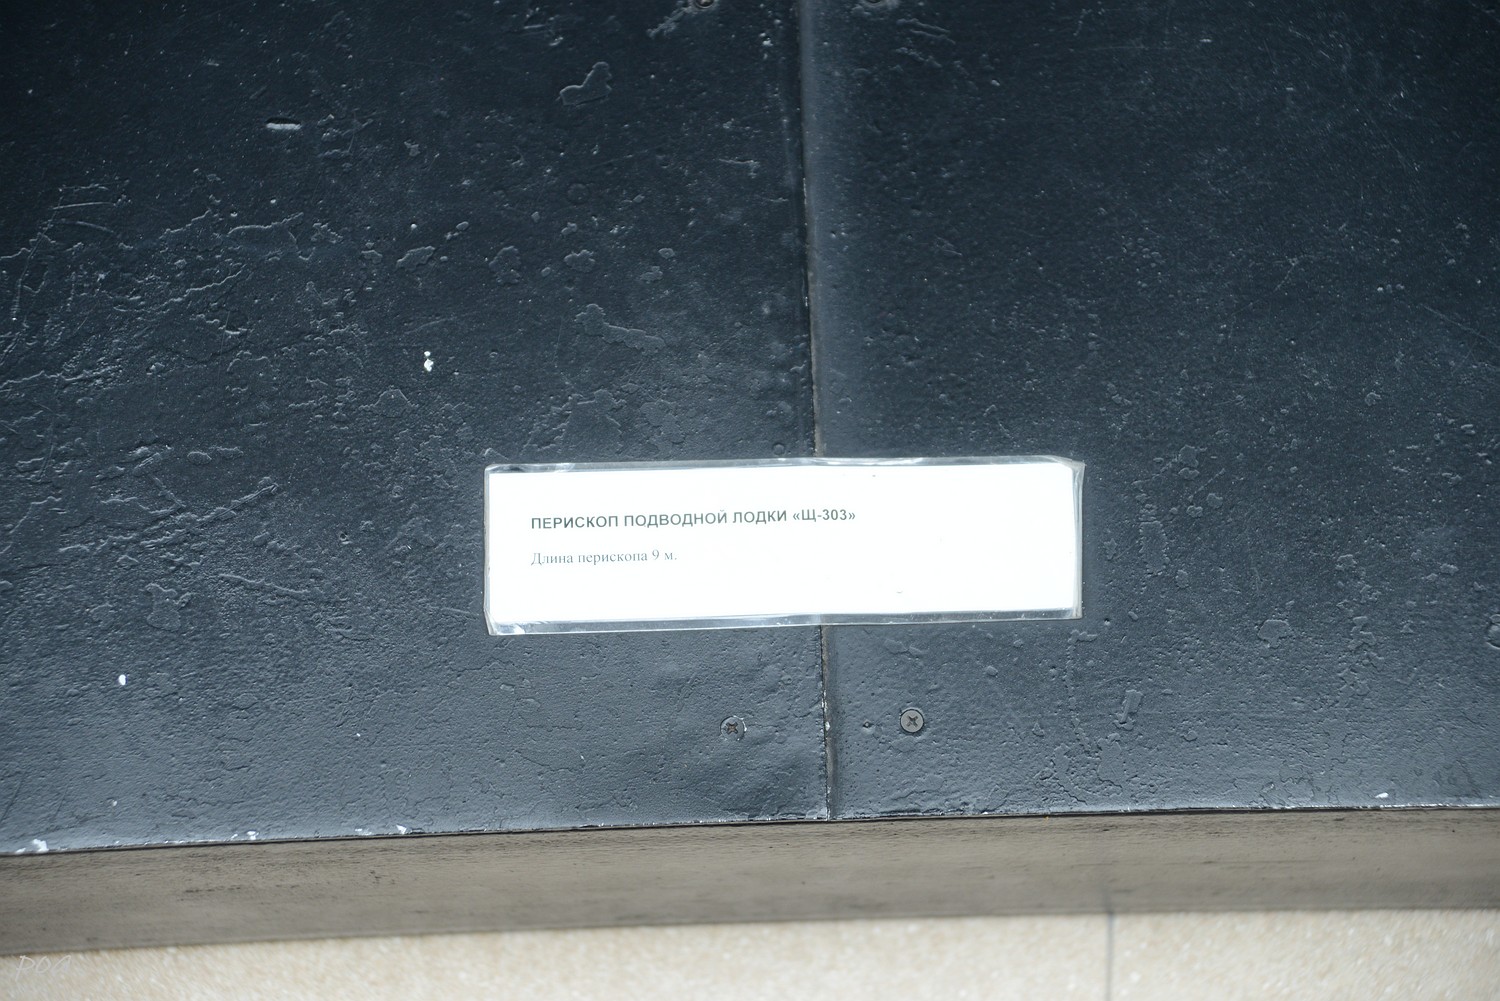 ПЕРИСКОП ПОДВОДНОЙ ЛОДКИ «Щ-303»
Длина перископа 9 м.